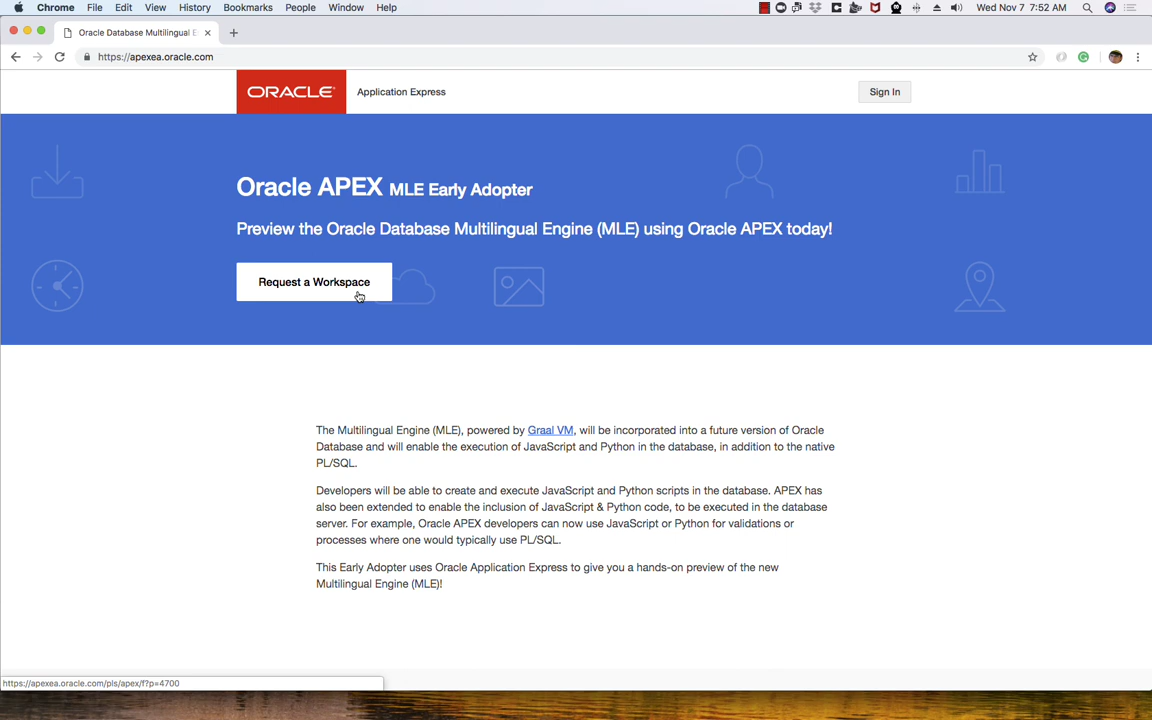 Chrome File Edit View History Bookmarks People Window Help Wed Nov 7 7:52 AM
Oracle Database Multilingual E
https://apexea.oracle.com
ORACLE Application Express Sign In
Oracle APEX MLE Early Adopter
Preview the Oracle Database Multilingual Engine (MLE) using Oracle APEX today!
Request a Workspace
The Multilingual Engine (MLE), powered by Graal VM, will be incorporated into a future version of Oracle
Database and will enable the execution of JavaScript and Python in the database, in addition to the native
PL/SQL.
Developers will be able to create and execute JavaScript and Python scripts in the database. APEX has
also been extended to enable the inclusion of JavaScript & Python code, to be executed in the database
server. For example, Oracle APEX developers can now use JavaScript or Python for validations or
processes where one would typically use PL/SQL.
This Early Adopter uses Oracle Application Express to give you a hands-on preview of the new
Multilingual Engine (MLE)!
https://apexea.oracle.com/pls/apex/f?p=4700